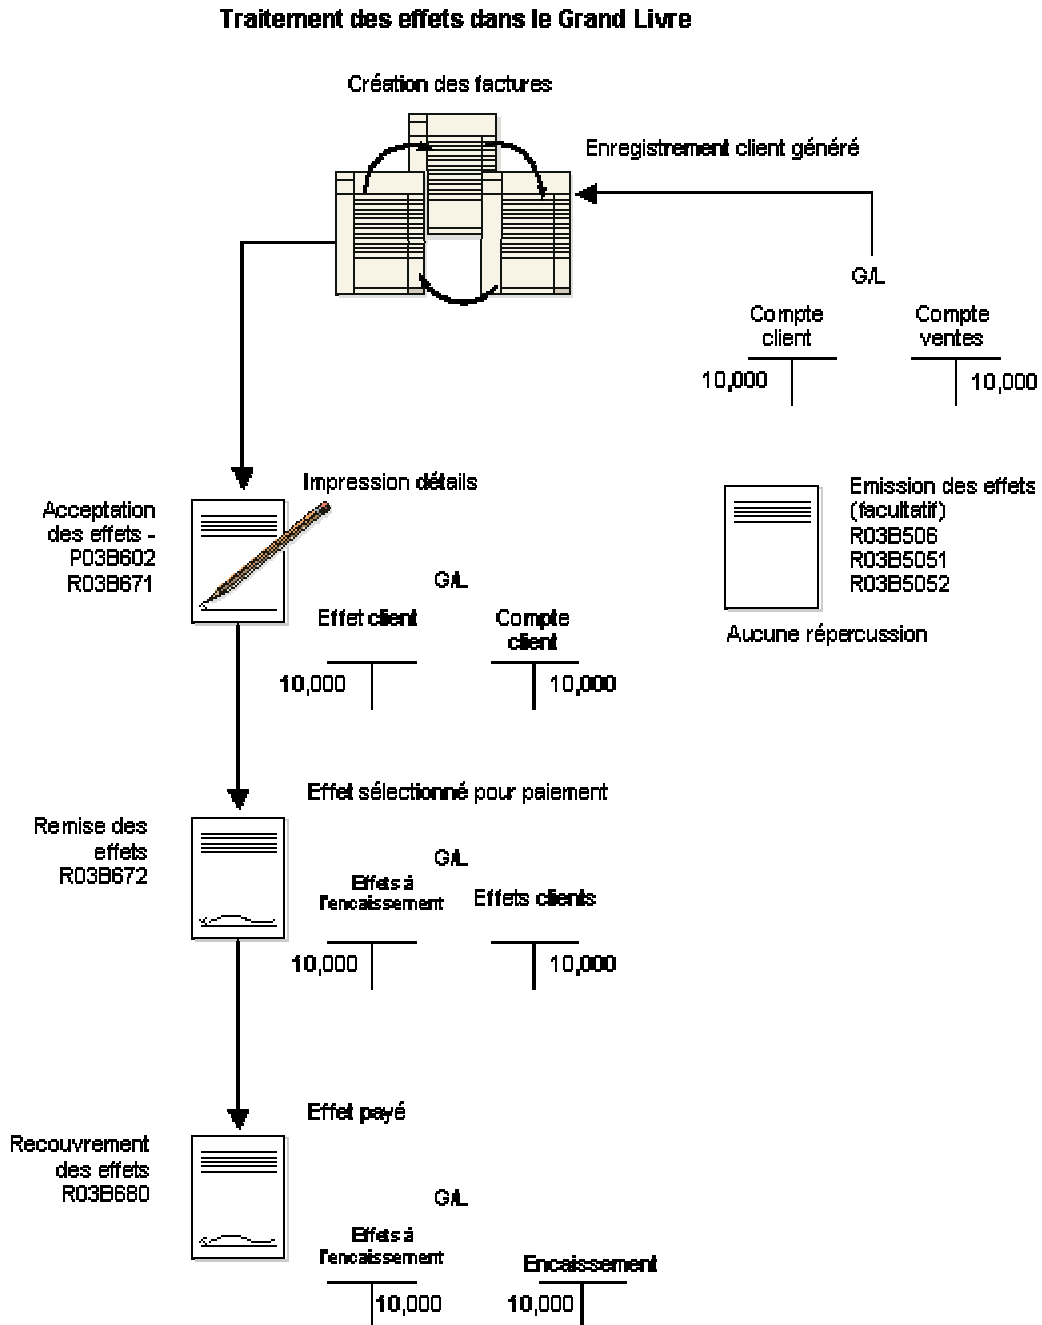 Traitement des effets dans le Grand Livre
Création des factures
Enregistrement client généré
G/L
Compte
client
Compte
ventes
10,000
10,000
Acceptation
des effets -
P03B602
R03B671
Impression détails
G/L
Effet client
Compte
client
10,000
10,000
Emission des effets
(facultatif)
R03B506
R03B5051
R03B5052
Aucune répercussion
Remise des
effets
R03B672
Effet sélectionné pour paiement
G/L
Effets à
l'encaissement
Effets clients
10,000
10,000
Recouvrement
des effets
R03B680
Effet payé
G/L
Effets à
l'encaissement
Encaissement
10,000
10,000